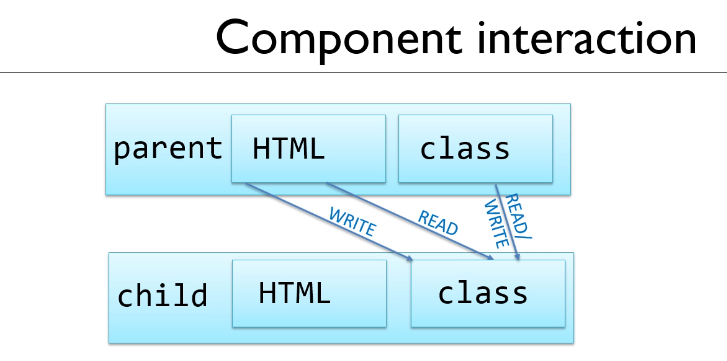 Component interaction
parent
HTML
class
WRITE
READ
READ/
WRITE
child
HTML
class